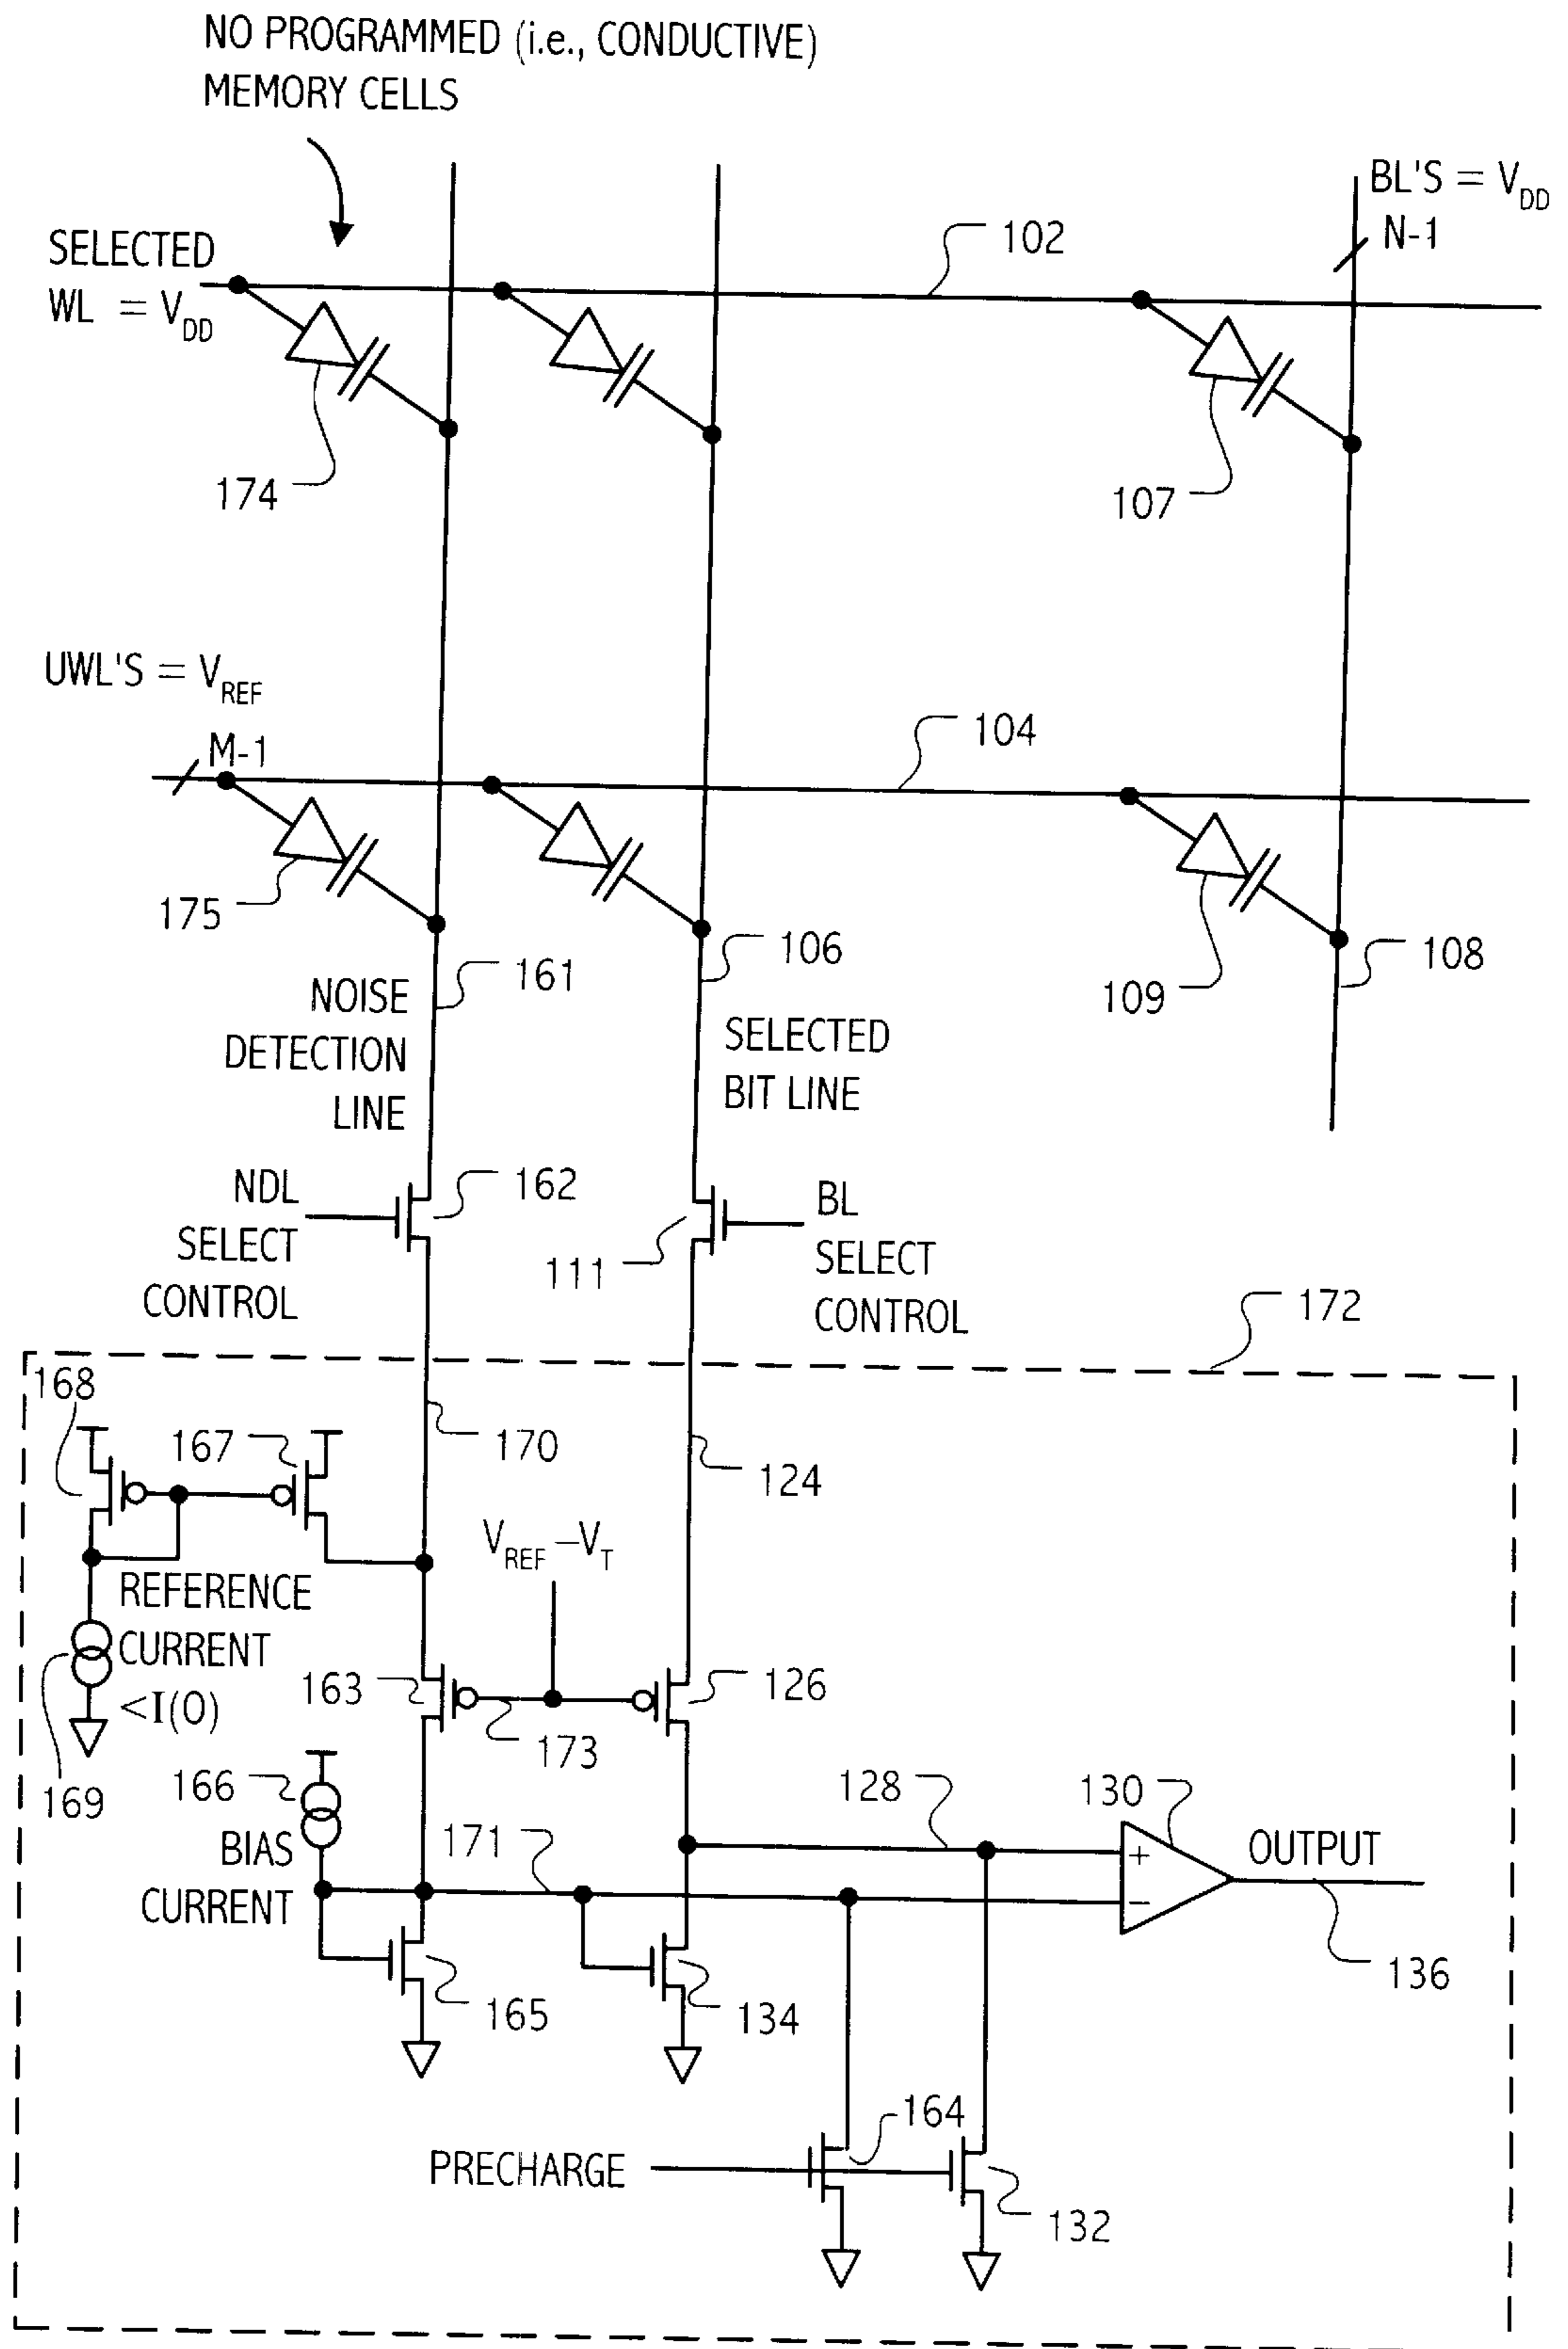 NO PROGRAMMED (i.e., CONDUCTIVE)
MEMORY CELLS
BL'S = VDD
N-1
SELECTED
WL = VDD
102
174
107
UWL'S = VREF
M-1
104
175
109
106
108
161
NOISE
DETECTION
LINE
SELECTED
BIT LINE
NDL
SELECT
CONTROL
162
111
BL
SELECT
CONTROL
172
168
167
170
124
VREF –VT
REFERENCE
CURRENT
<I(0)
169
163
173
126
166
BIAS
CURRENT
171
128
130
+
−
OUTPUT
136
165
134
164
PRECHARGE
132